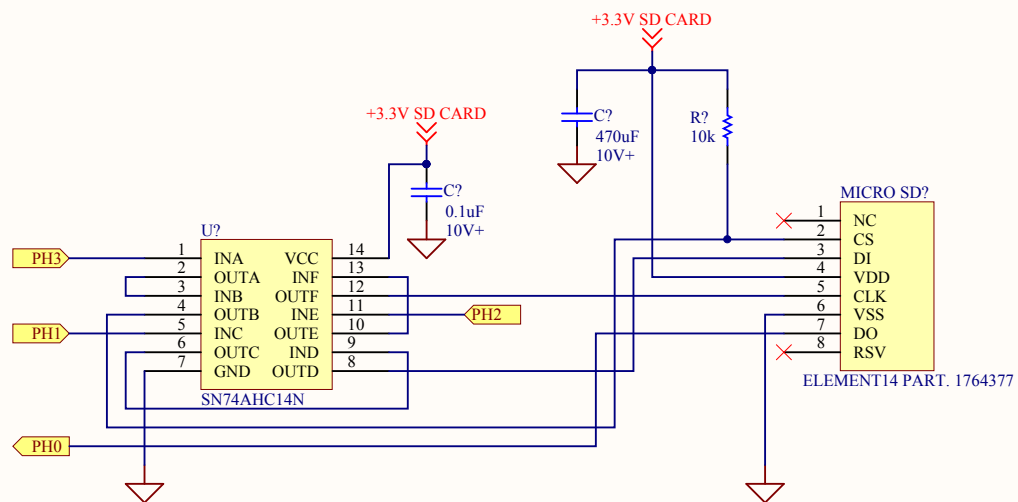 +3.3V SD CARD
+3.3V SD CARD
C?
470uF
10V+
R?
10k
C?
0.1uF
10V+
MICRO SD?
1 NC
2 CS
3 DI
4 VDD
5 CLK
6 VSS
7 DO
8 RSV
ELEMENT14 PART. 1764377
U?
PH3
1 INA VCC 14
2 OUTA INF 13
3 INB OUTF 12
4 OUTB INE 11
PH2
PH1
5 INC OUTE 10
6 OUTC IND 9
7 GND OUTD 8
SN74AHC14N
PH0